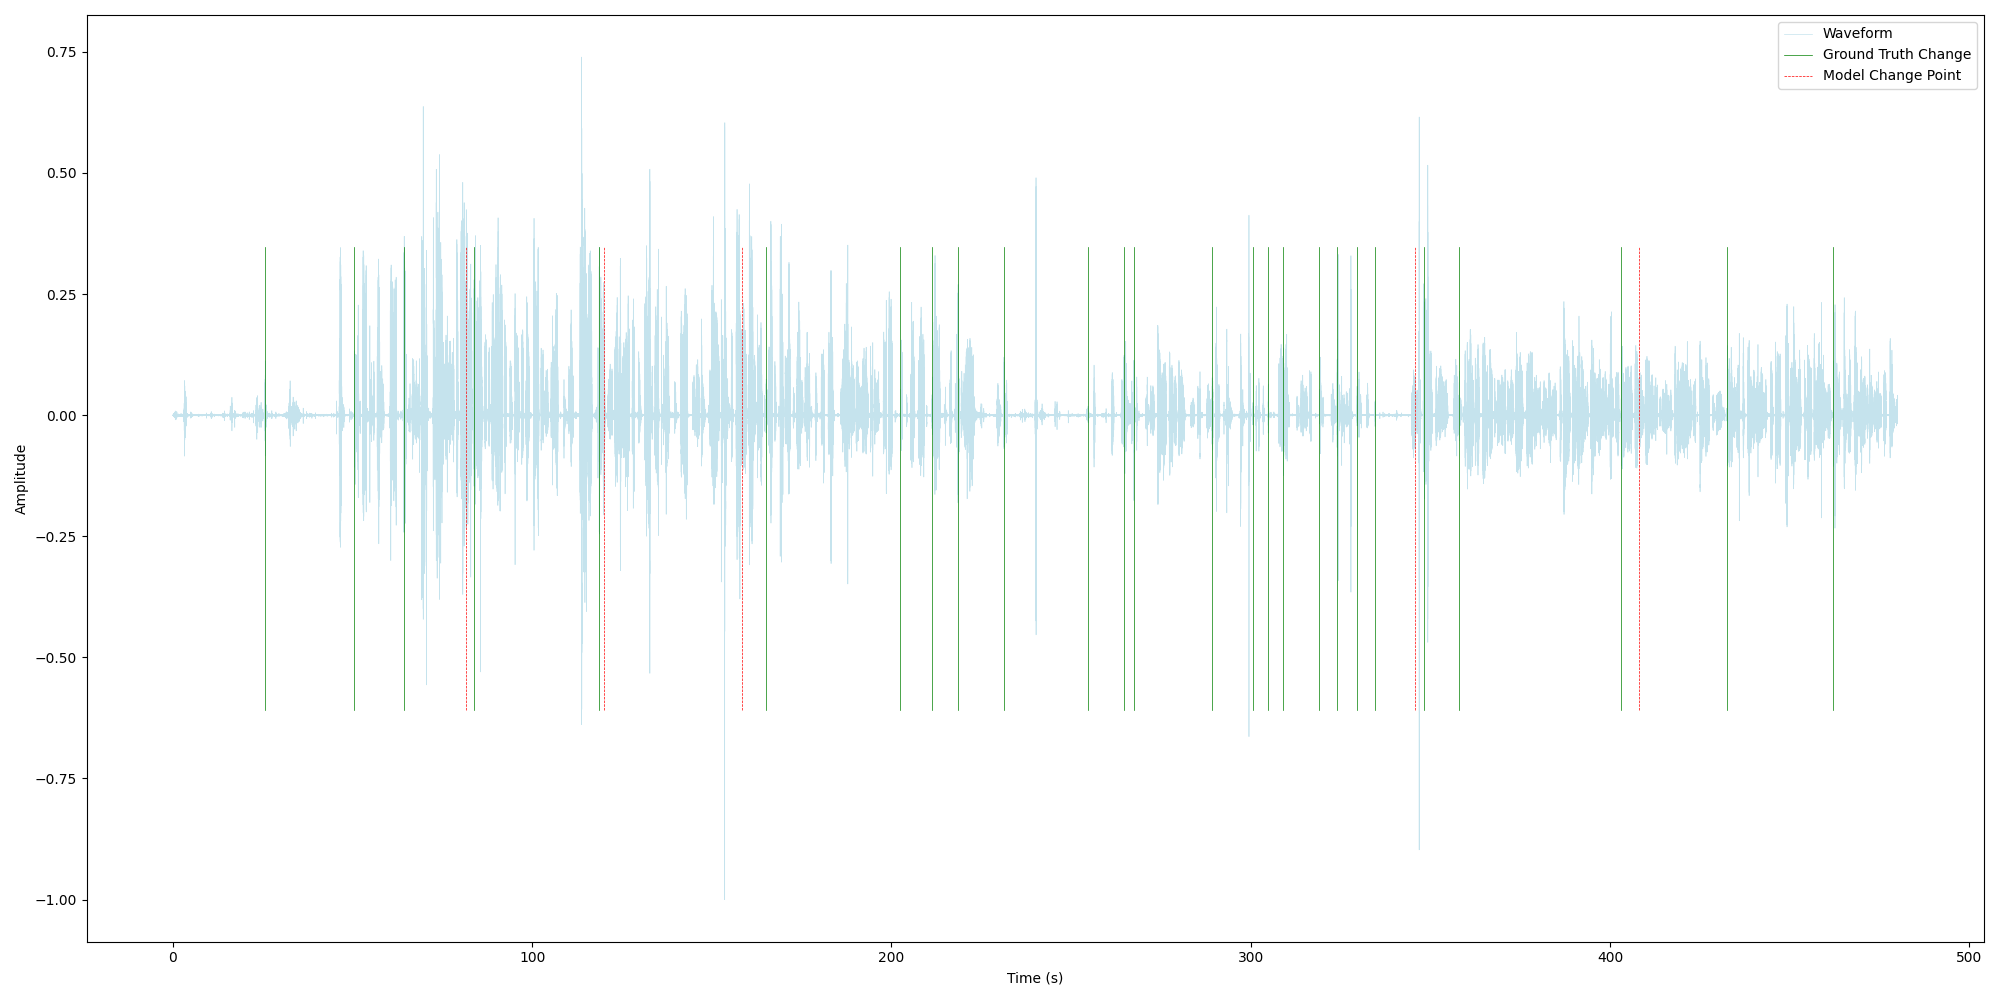 Waveform
Ground Truth Change
Model Change Point
0.75
0.50
0.25
0.00
−0.25
−0.50
−0.75
−1.00
Amplitude
0 100 200 300 400 500
Time (s)